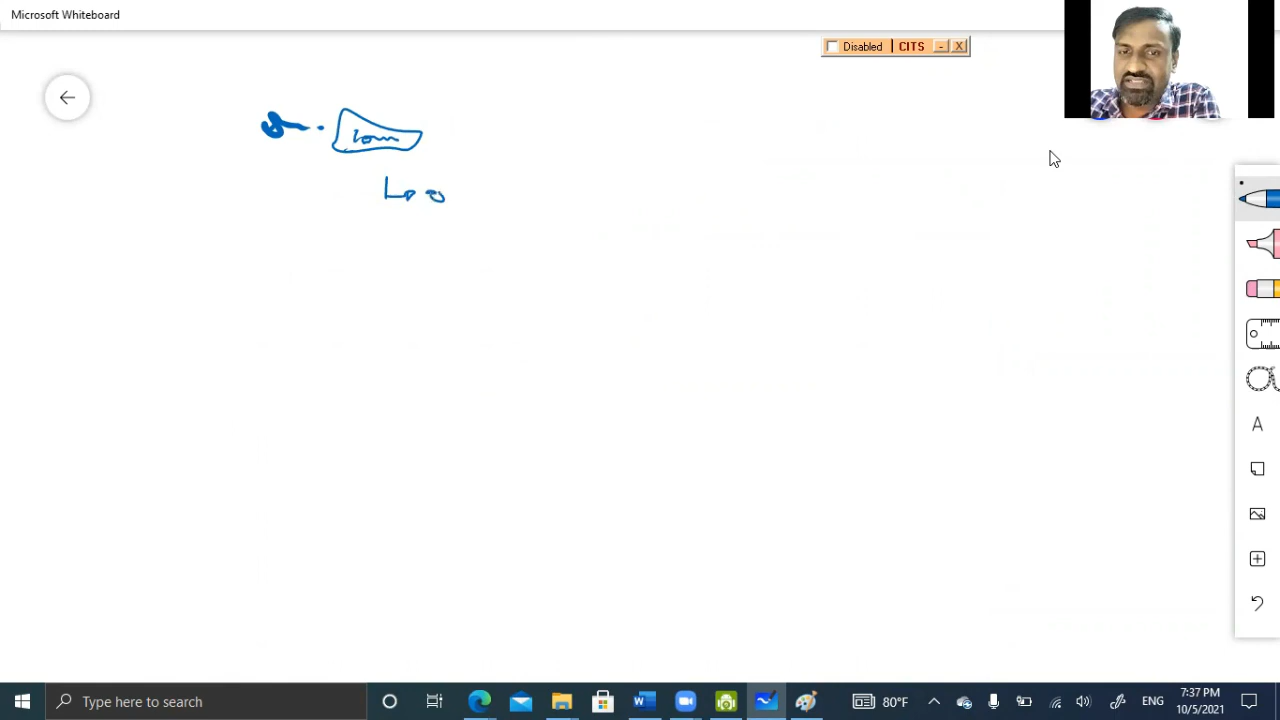 Microsoft Whiteboard
Disabled | CITS - X
A
Type here to search
80°F
ENG
7:37 PM
10/5/2021